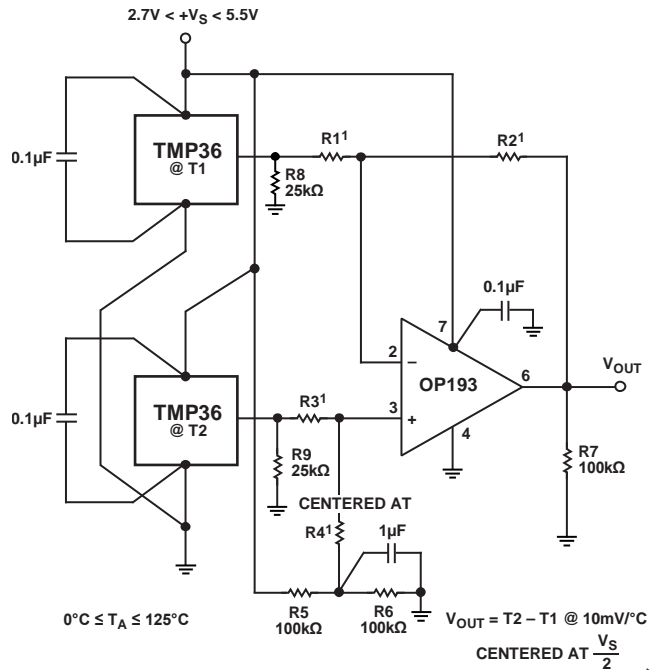 2.7V < +VS < 5.5V
0.1µF
TMP36
@ T1
R8
25kΩ
R1¹
R2¹
0.1µF
7
2
−
OP193
6
VOUT
3
+
4
0.1µF
TMP36
@ T2
R3¹
R9
25kΩ
CENTERED AT
R4¹
1µF
R7
100kΩ
R5
100kΩ
R6
100kΩ
0°C ≤ TA ≤ 125°C
VOUT = T2 – T1 @ 10mV/°C
CENTERED AT VS/2